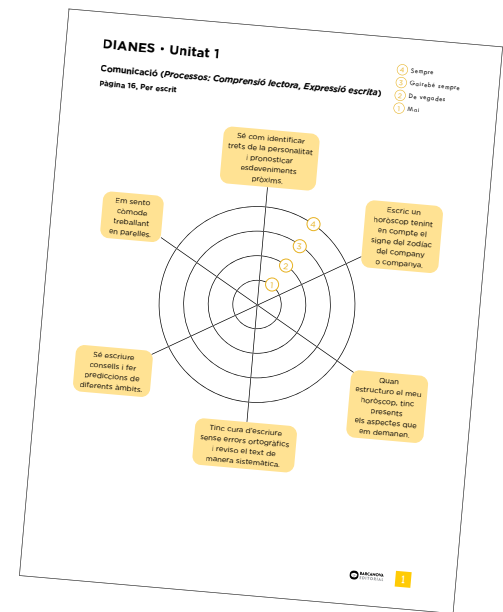 DIANES · Unitat 1
Comunicació (Processos: Comprensió lectora, Expressió escrita)
Pàgina 16, Per escrit
4 Sempre
3 Gairebé sempre
2 De vegades
1 Mai
Sé com identificar
trets de la personalitat
i pronosticar
esdeveniments
pròxims.
Em sento
còmode
treballant
en parelles.
Escric un
horòscop tenint
en compte el
signe del zodíac
del company
o companya.
4
3
2
1
Sé escriure
consells i fer
prediccions de
diferents àmbits.
Quan
estructuro el meu
horòscop, tinc
presents
els aspectes que
em demanen.
Tinc cura d'escriure
sense errors ortogràfics
i reviso el text de
manera sistemàtica.
BARCANOVA
EDITORIAL
1